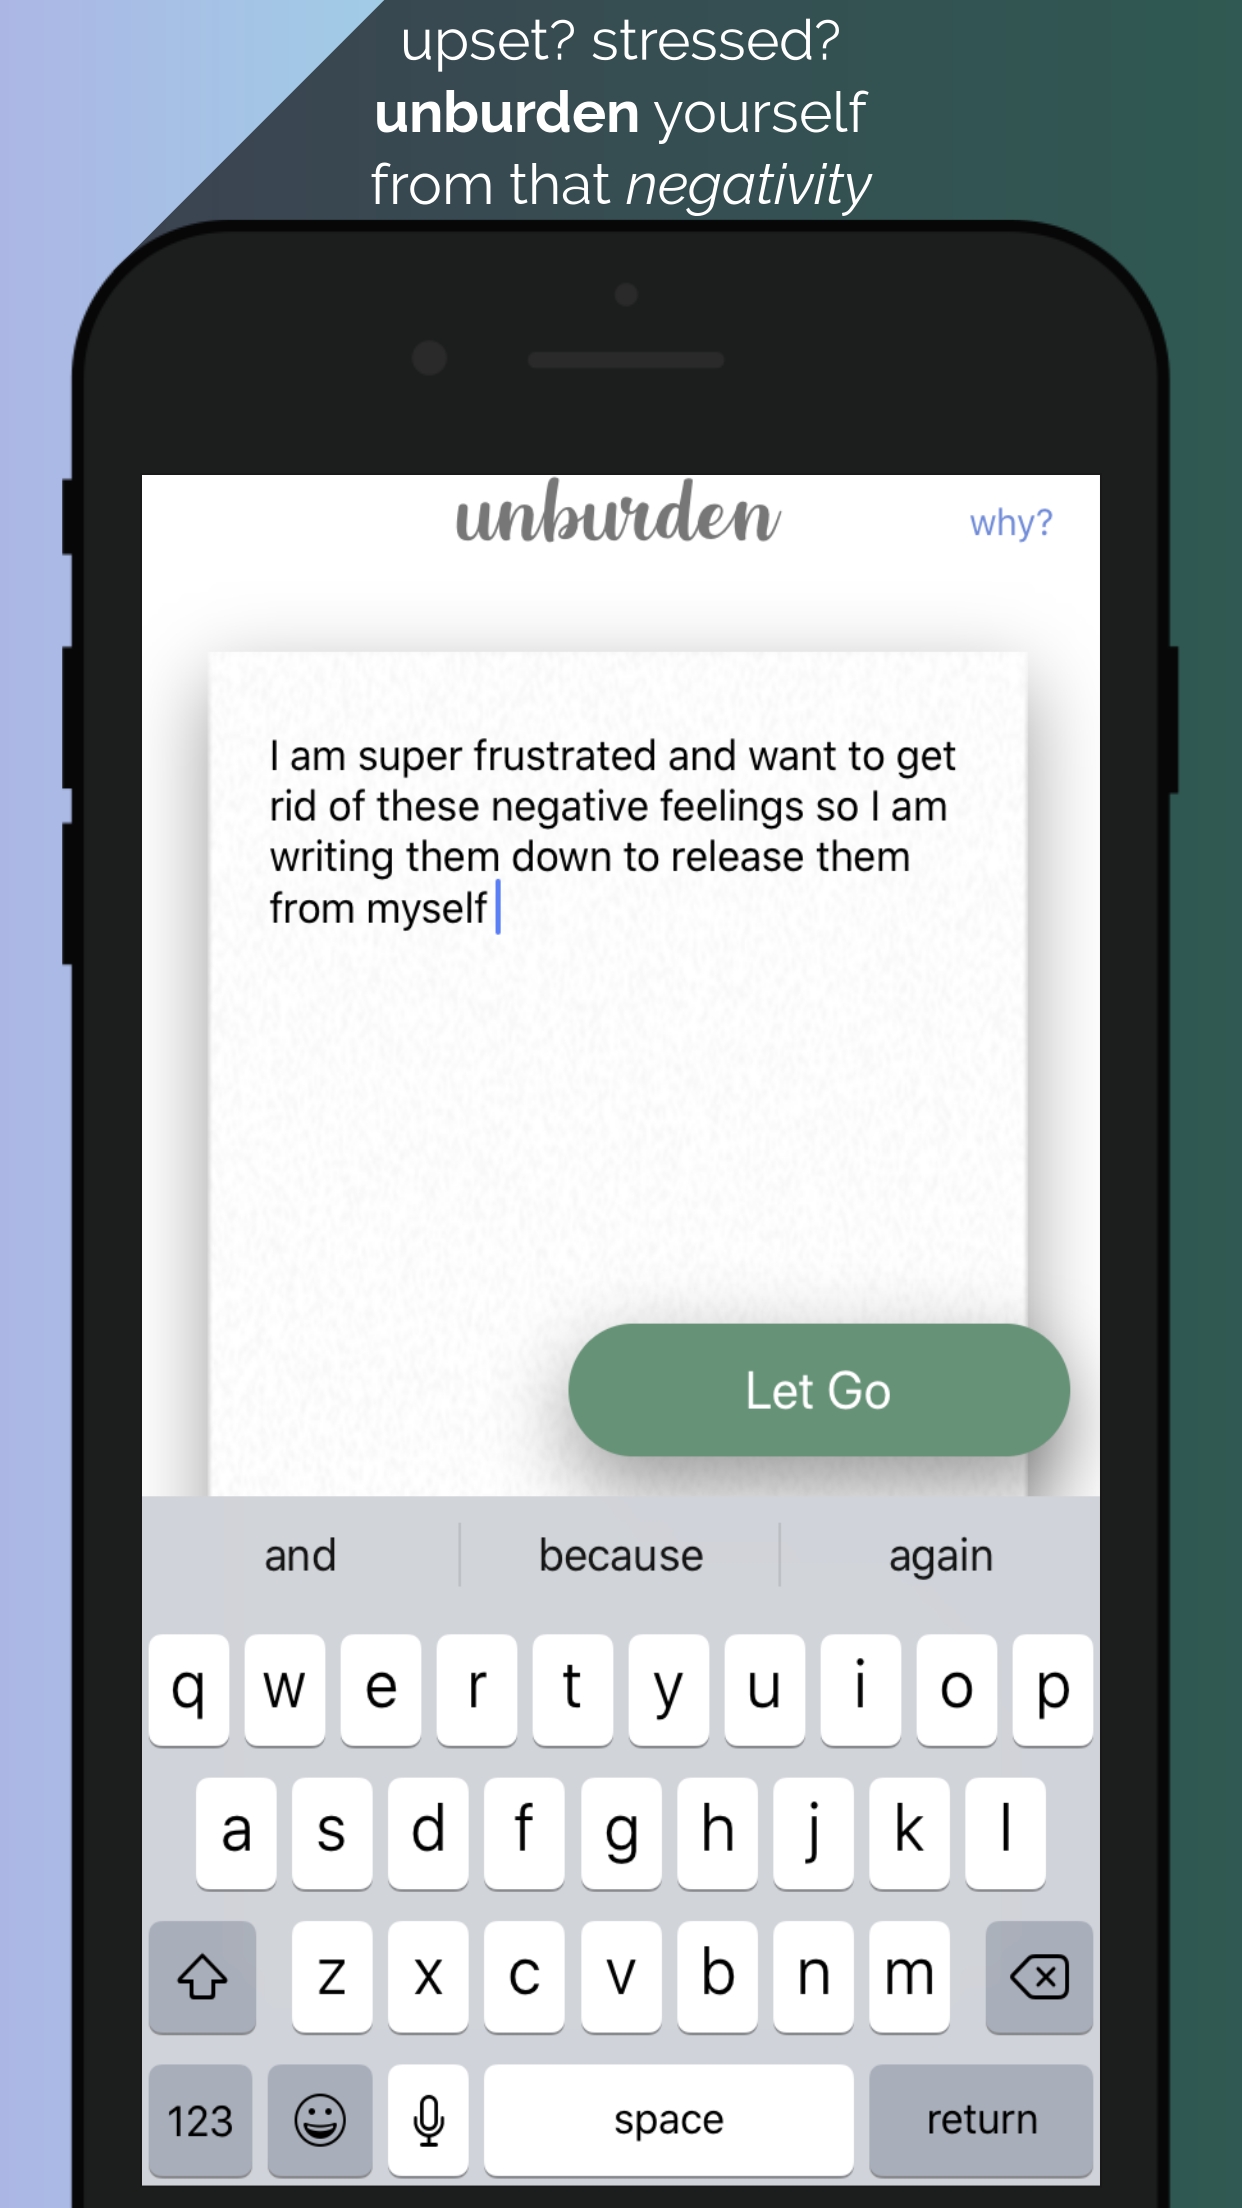 upset? stressed?
unburden yourself
from that negativity
unburden
why?
I am super frustrated and want to get
rid of these negative feelings so I am
writing them down to release them
from myself
Let Go
and because again
q w e r t y u i o p
a s d f g h j k l
z x c v b n m
123 space return